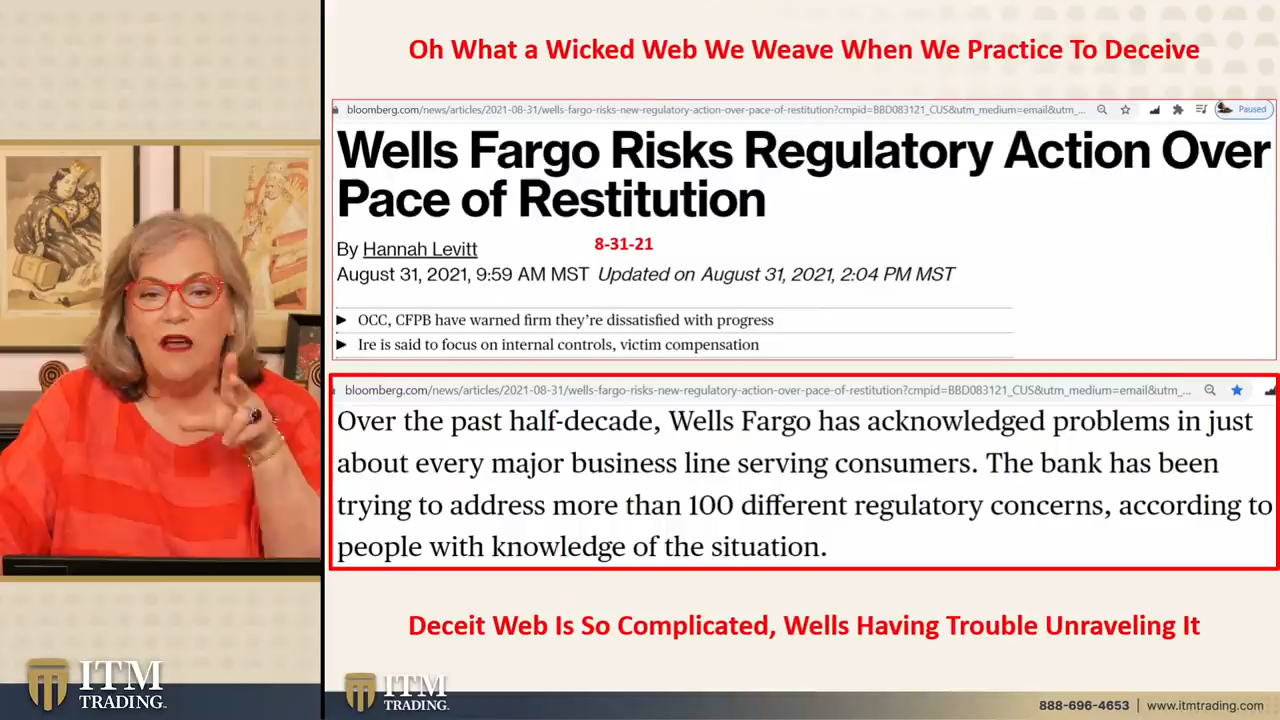 Oh What a Wicked Web We Weave When We Practice To Deceive
bloomberg.com/news/articles/2021-08-31/wells-fargo-risks-new-regulatory-action-over-pace-of-restitution?cmpid=BBD083121_CUS&utm_medium=email&utm_...
Paused
Wells Fargo Risks Regulatory Action Over
Pace of Restitution
By Hannah Levitt
8-31-21
August 31, 2021, 9:59 AM MST Updated on August 31, 2021, 2:04 PM MST
OCC, CFPB have warned firm they're dissatisfied with progress
Ire is said to focus on internal controls, victim compensation
bloomberg.com/news/articles/2021-08-31/wells-fargo-risks-new-regulatory-action-over-pace-of-restitution?cmpid=BBD083121_CUS&utm_medium=email&utm_...
Over the past half-decade, Wells Fargo has acknowledged problems in just
about every major business line serving consumers. The bank has been
trying to address more than 100 different regulatory concerns, according to
people with knowledge of the situation.
Deceit Web Is So Complicated, Wells Having Trouble Unraveling It
ITM
TRADING.
ITM
TRADING.
888-696-4653 | www.itmtrading.com